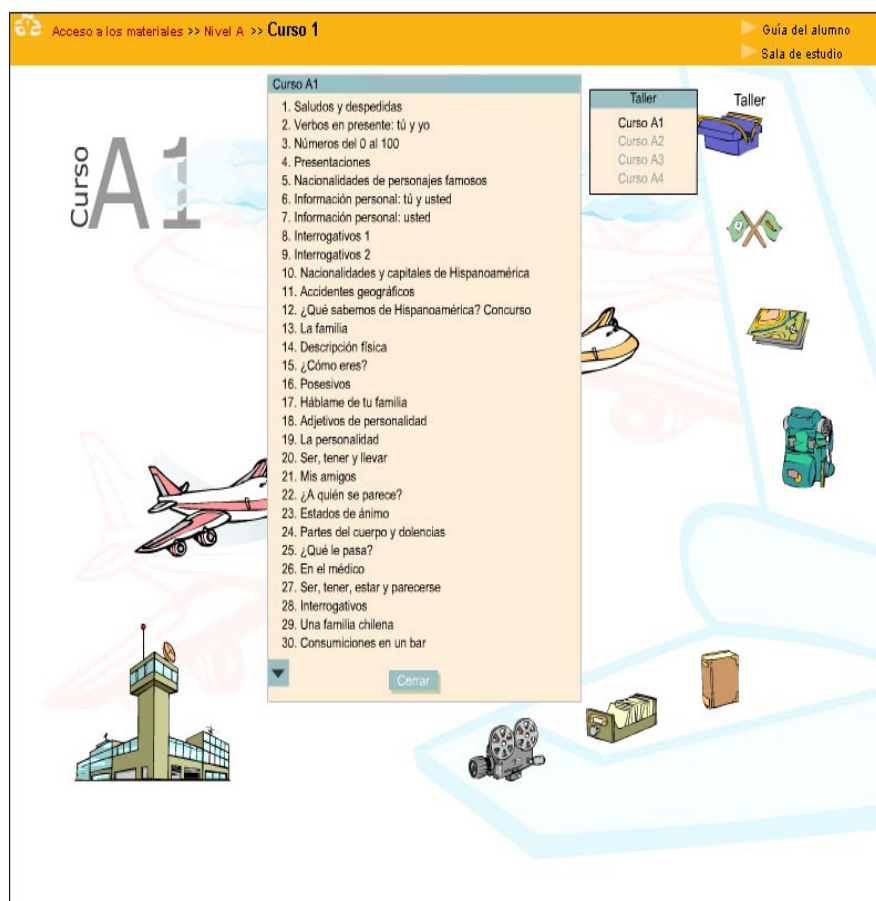 Acceso a los materiales >> Nivel A >> Curso 1
Guía del alumno
Sala de estudio
Curso A1
Curso A1
1. Saludos y despedidas
2. Verbos en presente: tú y yo
3. Números del 0 al 100
4. Presentaciones
5. Nacionalidades de personajes famosos
6. Información personal: tú y usted
7. Información personal: usted
8. Interrogativos 1
9. Interrogativos 2
10. Nacionalidades y capitales de Hispanoamérica
11. Accidentes geográficos
12. ¿Qué sabemos de Hispanoamérica? Concurso
13. La familia
14. Descripción física
15. ¿Cómo eres?
16. Posesivos
17. Háblame de tu familia
18. Adjetivos de personalidad
19. La personalidad
20. Ser, tener y llevar
21. Mis amigos
22. ¿A quién se parece?
23. Estados de ánimo
24. Partes del cuerpo y dolencias
25. ¿Qué le pasa?
26. En el médico
27. Ser, tener, estar y parecerse
28. Interrogativos
29. Una familia chilena
30. Consumiciones en un bar
Cerrar
Taller
Curso A1
Curso A2
Curso A3
Curso A4
Taller